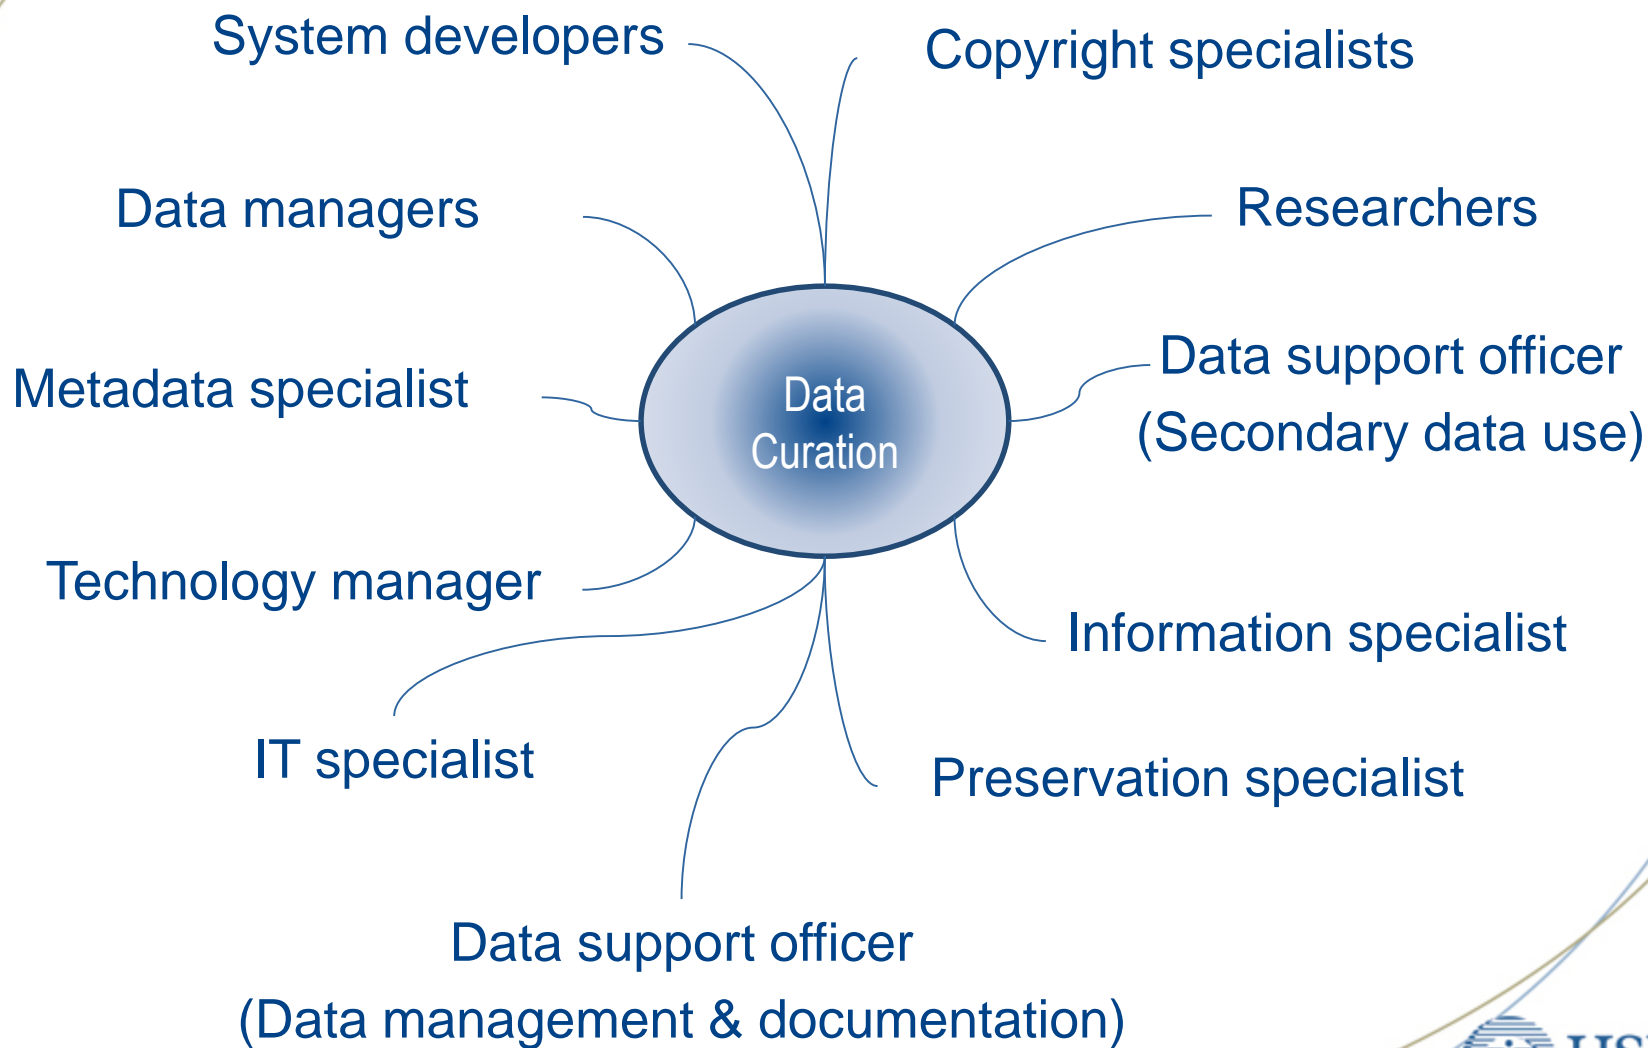 System developers
Copyright specialists
Data managers
Researchers
Metadata specialist
Data
Curation
Data support officer
(Secondary data use)
Technology manager
Information specialist
IT specialist
Preservation specialist
Data support officer
(Data management & documentation)